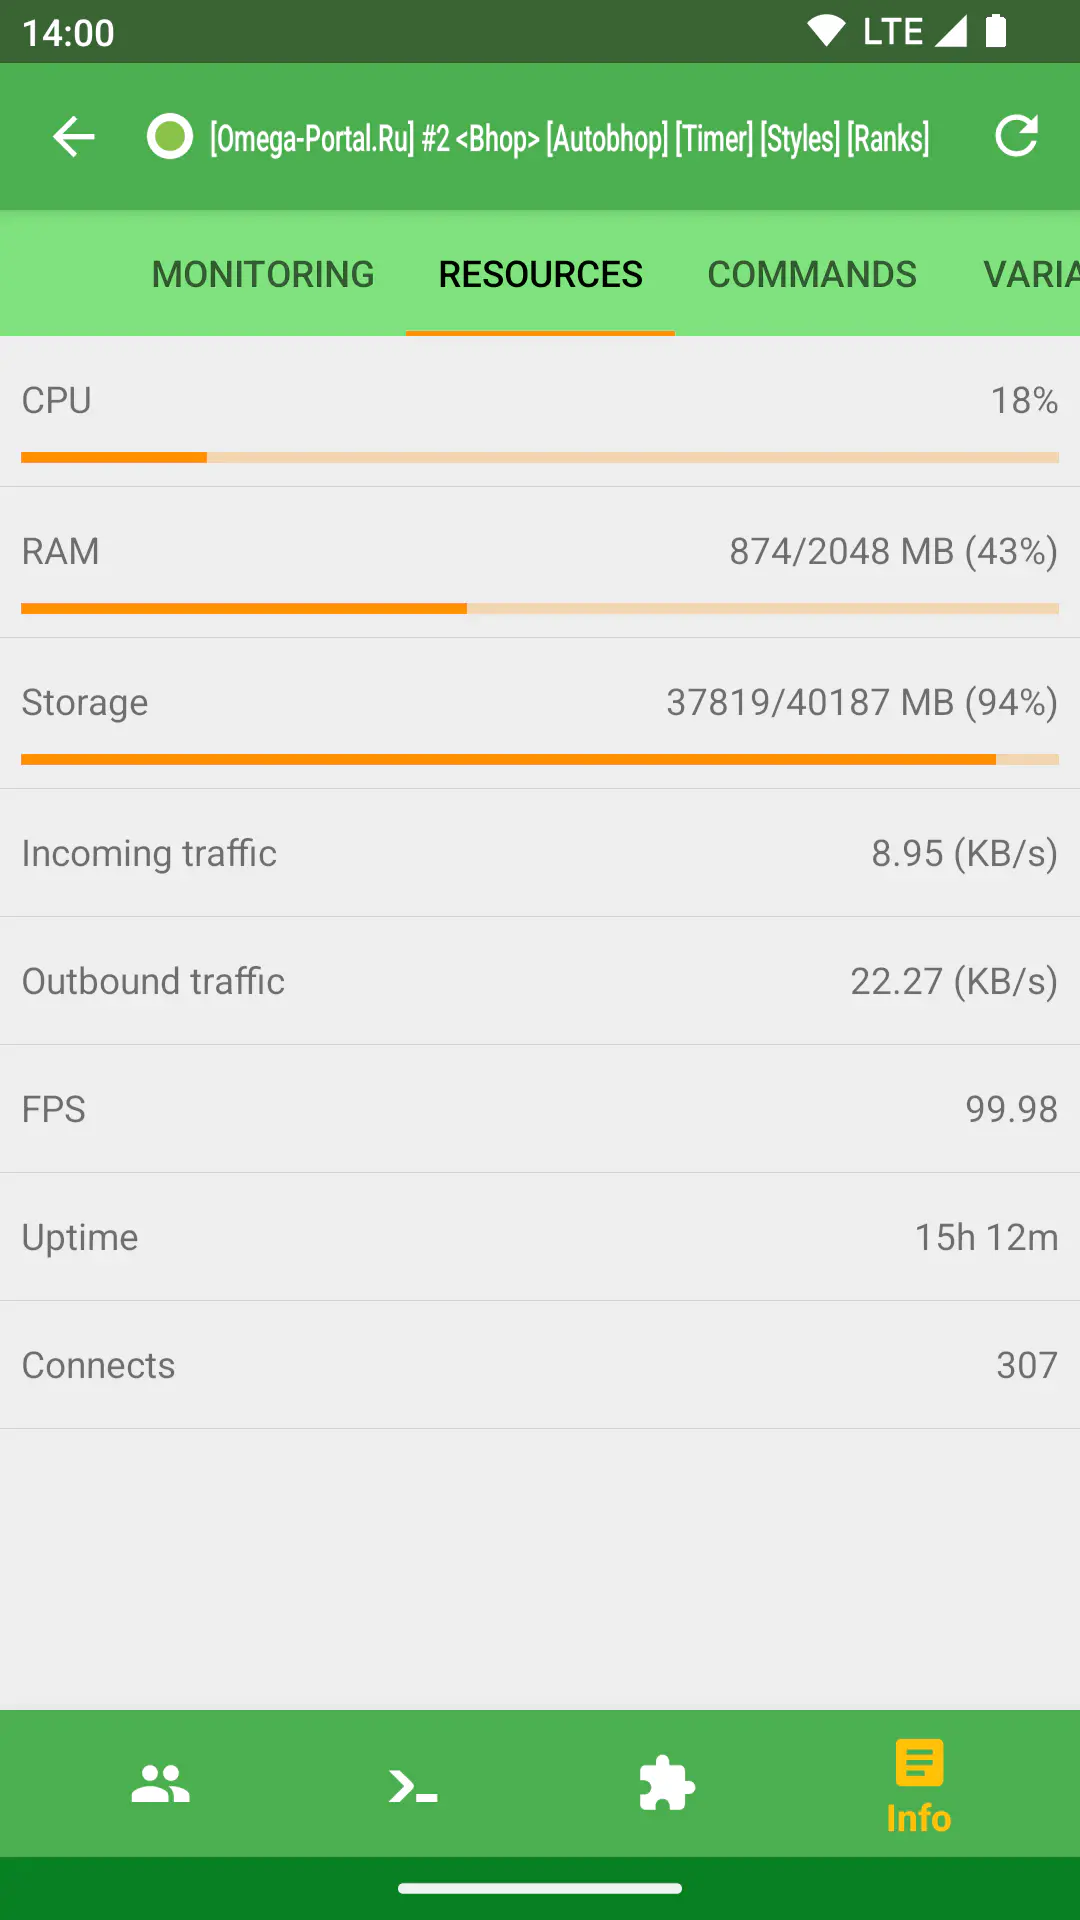 14:00 LTE
[Omega-Portal.Ru] #2 <Bhop> [Autobhop] [Timer] [Styles] [Ranks]
MONITORING RESOURCES COMMANDS VARIA
CPU 18%
RAM 874/2048 MB (43%)
Storage 37819/40187 MB (94%)
Incoming traffic 8.95 (KB/s)
Outbound traffic 22.27 (KB/s)
FPS 99.98
Uptime 15h 12m
Connects 307
Info